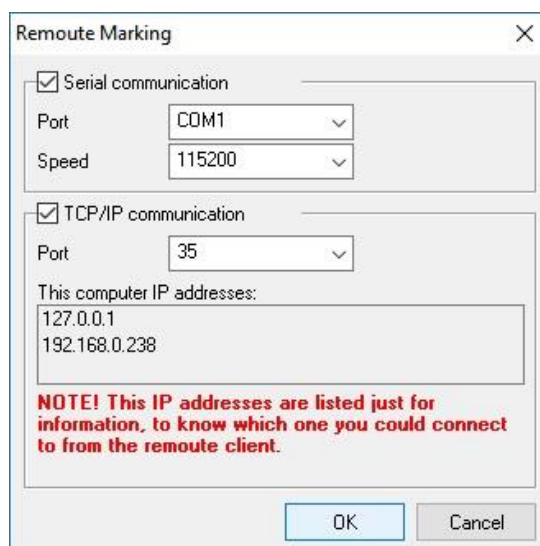 Remoute Marking
Serial communication
Port COM1
Speed 115200
TCP/IP communication
Port 35
This computer IP addresses:
127.0.0.1
192.168.0.238
NOTE! This IP addresses are listed just for
information, to know which one you could connect
to from the remoute client.
OK Cancel